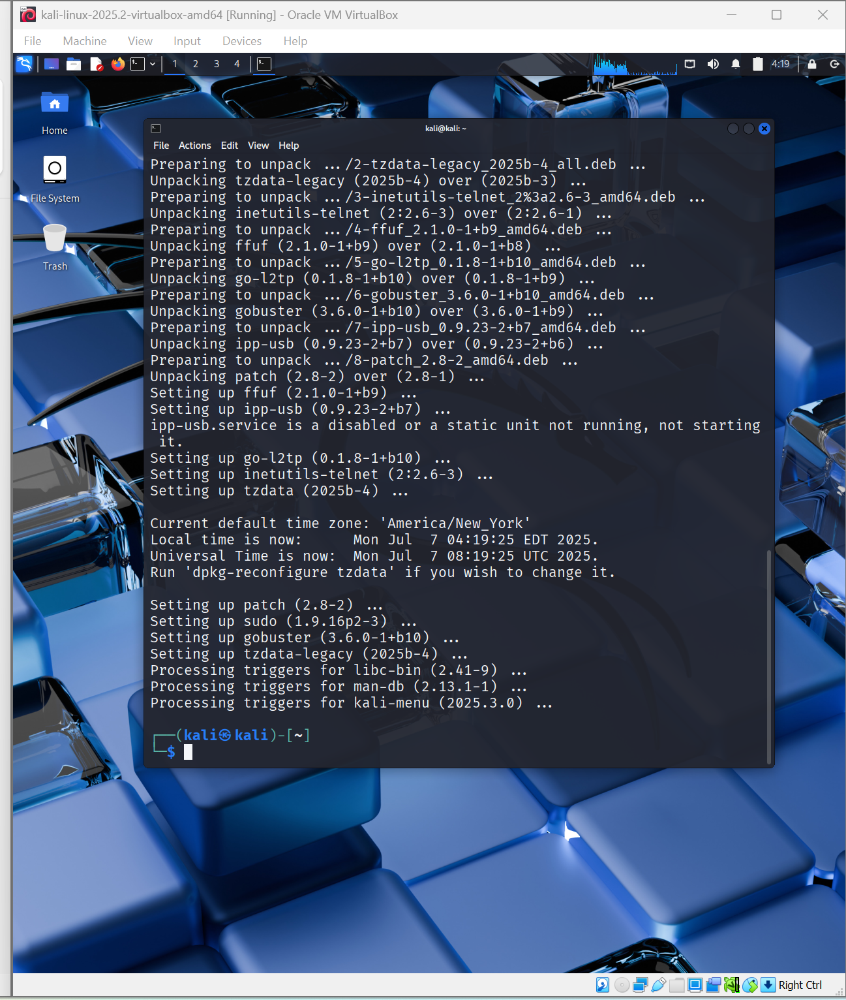 kali-linux-2025.2-virtualbox-amd64 [Running] - Oracle VM VirtualBox
File Machine View Input Devices Help
1 2 3 4 4:19
Home
File System
Trash
kali@kali: ~
File Actions Edit View Help
Preparing to unpack .../2-tzdata-legacy_2025b-4_all.deb ...
Unpacking tzdata-legacy (2025b-4) over (2025b-3) ...
Preparing to unpack .../3-inetutils-telnet_2%3a2.6-3_amd64.deb ...
Unpacking inetutils-telnet (2:2.6-3) over (2:2.6-1) ...
Preparing to unpack .../4-ffuf_2.1.0-1+b9_amd64.deb ...
Unpacking ffuf (2.1.0-1+b9) over (2.1.0-1+b8) ...
Preparing to unpack .../5-go-l2tp_0.1.8-1+b10_amd64.deb ...
Unpacking go-l2tp (0.1.8-1+b10) over (0.1.8-1+b9) ...
Preparing to unpack .../6-gobuster_3.6.0-1+b10_amd64.deb ...
Unpacking gobuster (3.6.0-1+b10) over (3.6.0-1+b9) ...
Preparing to unpack .../7-ipp-usb_0.9.23-2+b7_amd64.deb ...
Unpacking ipp-usb (0.9.23-2+b7) over (0.9.23-2+b6) ...
Preparing to unpack .../8-patch_2.8-2_amd64.deb ...
Unpacking patch (2.8-2) over (2.8-1) ...
Setting up ffuf (2.1.0-1+b9) ...
Setting up ipp-usb (0.9.23-2+b7) ...
ipp-usb.service is a disabled or a static unit not running, not starting
it.
Setting up go-l2tp (0.1.8-1+b10) ...
Setting up inetutils-telnet (2:2.6-3) ...
Setting up tzdata (2025b-4) ...
Current default time zone: 'America/New_York'
Local time is now:      Mon Jul  7 04:19:25 EDT 2025.
Universal Time is now:  Mon Jul  7 08:19:25 UTC 2025.
Run 'dpkg-reconfigure tzdata' if you wish to change it.
Setting up patch (2.8-2) ...
Setting up sudo (1.9.16p2-3) ...
Setting up gobuster (3.6.0-1+b10) ...
Setting up tzdata-legacy (2025b-4) ...
Processing triggers for libc-bin (2.41-9) ...
Processing triggers for man-db (2.13.1-1) ...
Processing triggers for kali-menu (2025.3.0) ...
┌──(kali㉿kali)-[~]
└─$
Right Ctrl